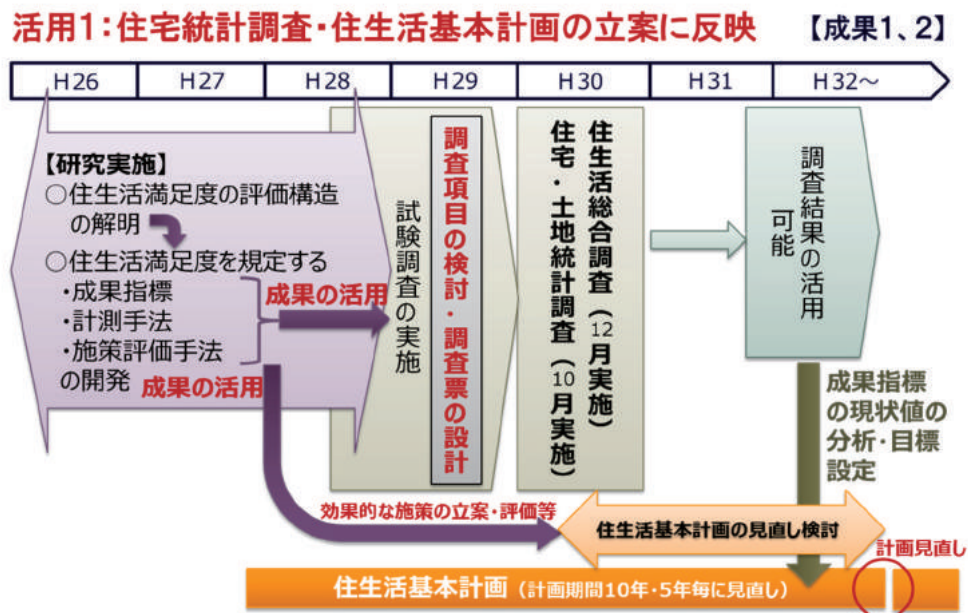 活用1:住宅統計調査・住生活基本計画の立案に反映 【成果1、2】
H26 H27 H28 H29 H30 H31 H32～
【研究実施】
○住生活満足度の評価構造
の解明
○住生活満足度を規定する
・成果指標
・計測手法
・施策評価手法
の開発
成果の活用
成果の活用
試験調査の実施
調査項目の検討・調査票の設計
住生活総合調査（12月実施）
住宅・土地統計調査（10月実施）
調査結果の活用
可能
成果指標
の現状値の
分析・目標
設定
効果的な施策の立案・評価等
住生活基本計画の見直し検討
計画見直し
住生活基本計画（計画期間10年・5年毎に見直し）